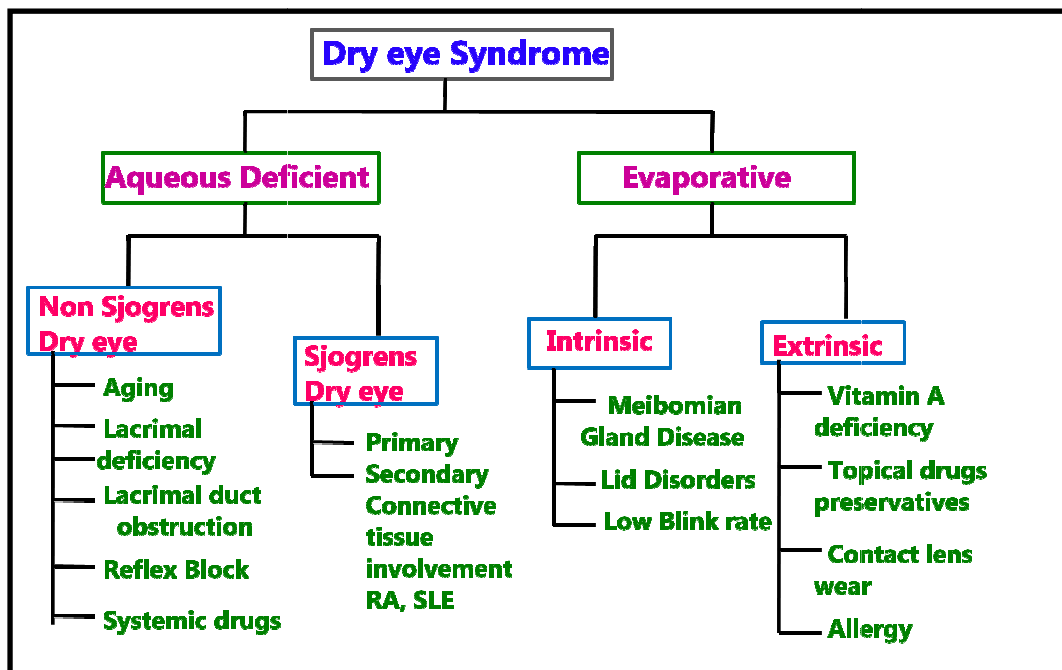 Dry eye Syndrome
Aqueous Deficient
Evaporative
Non Sjogrens
Dry eye
Aging
Lacrimal
deficiency
Lacrimal duct
obstruction
Reflex Block
Systemic drugs
Sjogrens
Dry eye
Primary
Secondary
Connective
tissue
involvement
RA, SLE
Intrinsic
Meibomian
Gland Disease
Lid Disorders
Low Blink rate
Extrinsic
Vitamin A
deficiency
Topical drugs
preservatives
Contact lens
wear
Allergy